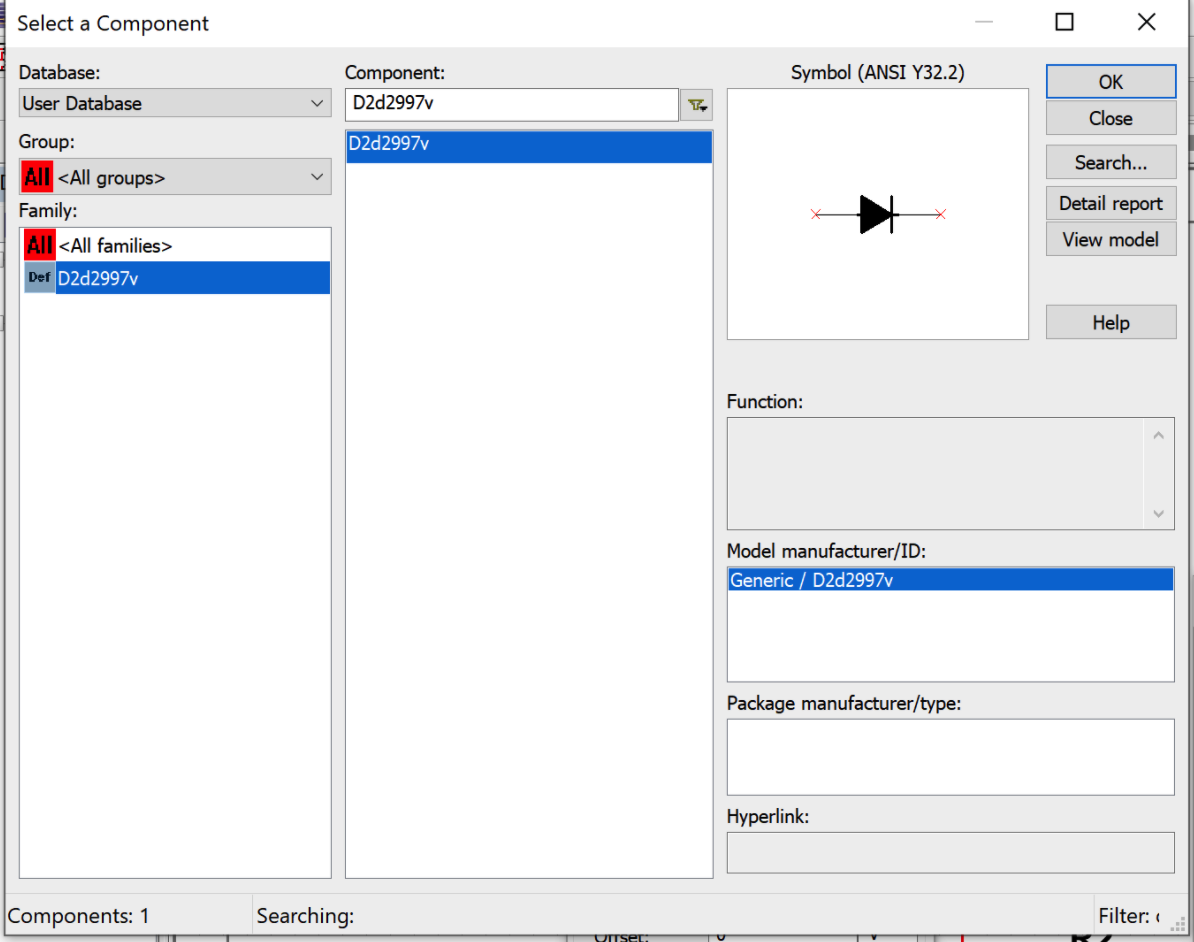 Select a Component
Database:
User Database
Group:
All <All groups>
Family:
All <All families>
Def D2d2997v
Component:
D2d2997v
D2d2997v
Symbol (ANSI Y32.2)
OK
Close
Search...
Detail report
View model
Help
Function:
Model manufacturer/ID:
Generic / D2d2997v
Package manufacturer/type:
Hyperlink:
Components: 1
Searching:
Filter: